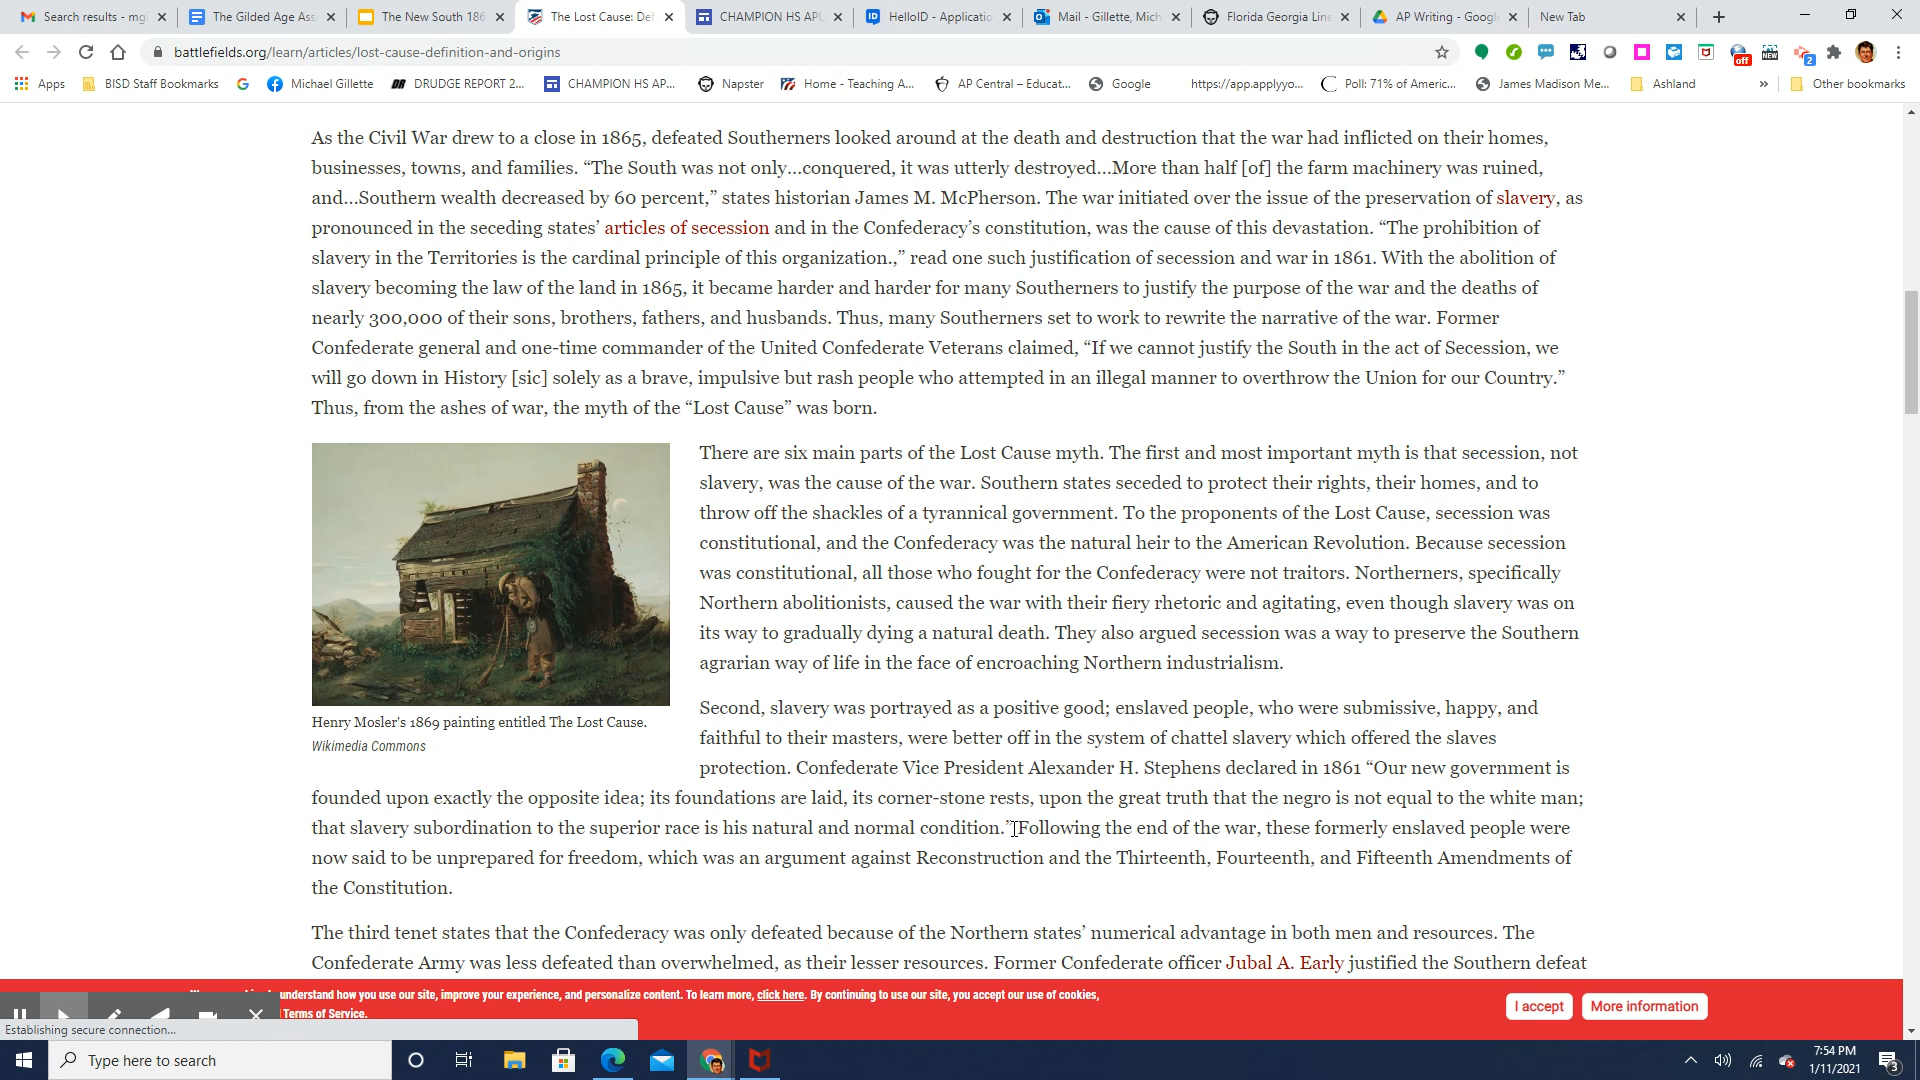 Search results - mg
The Gilded Age Ass
The New South 186
The Lost Cause: Def
CHAMPION HS APU
HelloID - Applicatio
Mail - Gillette, Mich
Florida Georgia Line
AP Writing - Google
New Tab
battlefields.org/learn/articles/lost-cause-definition-and-origins
off
NEW
2
Apps
BISD Staff Bookmarks
Michael Gillette
DRUDGE REPORT 2...
CHAMPION HS AP...
Napster
Home - Teaching A...
AP Central – Educat...
Google
https://app.applyyo...
Poll: 71% of Americ...
James Madison Me...
Ashland
»
Other bookmarks
As the Civil War drew to a close in 1865, defeated Southerners looked around at the death and destruction that the war had inflicted on their homes,
businesses, towns, and families. “The South was not only…conquered, it was utterly destroyed…More than half [of] the farm machinery was ruined,
and…Southern wealth decreased by 60 percent,” states historian James M. McPherson. The war initiated over the issue of the preservation of slavery, as
pronounced in the seceding states’ articles of secession and in the Confederacy’s constitution, was the cause of this devastation. “The prohibition of
slavery in the Territories is the cardinal principle of this organization.,” read one such justification of secession and war in 1861. With the abolition of
slavery becoming the law of the land in 1865, it became harder and harder for many Southerners to justify the purpose of the war and the deaths of
nearly 300,000 of their sons, brothers, fathers, and husbands. Thus, many Southerners set to work to rewrite the narrative of the war. Former
Confederate general and one-time commander of the United Confederate Veterans claimed, “If we cannot justify the South in the act of Secession, we
will go down in History [sic] solely as a brave, impulsive but rash people who attempted in an illegal manner to overthrow the Union for our Country.”
Thus, from the ashes of war, the myth of the “Lost Cause” was born.
There are six main parts of the Lost Cause myth. The first and most important myth is that secession, not
slavery, was the cause of the war. Southern states seceded to protect their rights, their homes, and to
throw off the shackles of a tyrannical government. To the proponents of the Lost Cause, secession was
constitutional, and the Confederacy was the natural heir to the American Revolution. Because secession
was constitutional, all those who fought for the Confederacy were not traitors. Northerners, specifically
Northern abolitionists, caused the war with their fiery rhetoric and agitating, even though slavery was on
its way to gradually dying a natural death. They also argued secession was a way to preserve the Southern
agrarian way of life in the face of encroaching Northern industrialism.
Henry Mosler's 1869 painting entitled The Lost Cause.
Wikimedia Commons
Second, slavery was portrayed as a positive good; enslaved people, who were submissive, happy, and
faithful to their masters, were better off in the system of chattel slavery which offered the slaves
protection. Confederate Vice President Alexander H. Stephens declared in 1861 “Our new government is
founded upon exactly the opposite idea; its foundations are laid, its corner-stone rests, upon the great truth that the negro is not equal to the white man;
that slavery subordination to the superior race is his natural and normal condition.” Following the end of the war, these formerly enslaved people were
now said to be unprepared for freedom, which was an argument against Reconstruction and the Thirteenth, Fourteenth, and Fifteenth Amendments of
the Constitution.
The third tenet states that the Confederacy was only defeated because of the Northern states’ numerical advantage in both men and resources. The
Confederate Army was less defeated than overwhelmed, as their lesser resources. Former Confederate officer Jubal A. Early justified the Southern defeat
understand how you use our site, improve your experience, and personalize content. To learn more, click here. By continuing to use our site, you accept our use of cookies,
Terms of Service.
I accept
More information
Establishing secure connection...
Type here to search
7:54 PM
1/11/2021
3